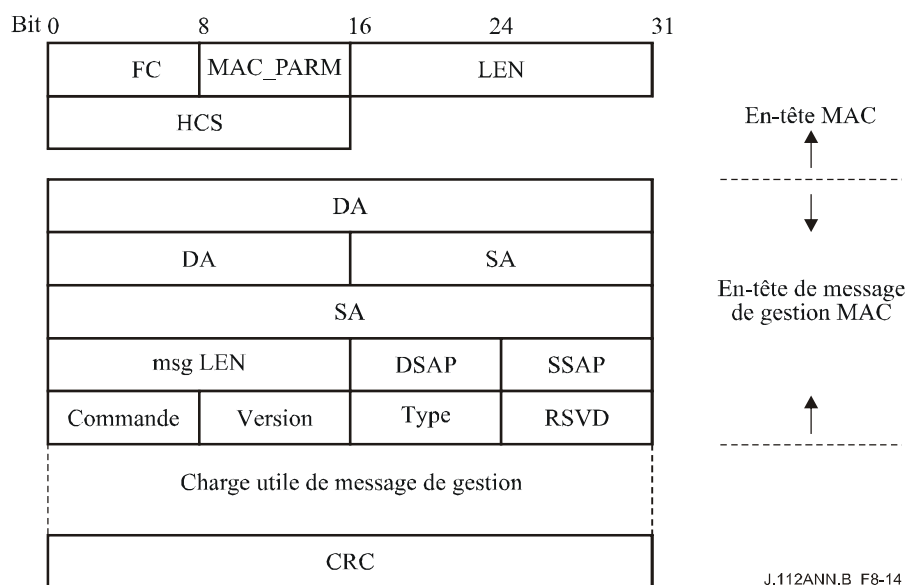 Bit 0 8 16 24 31
FC MAC_PARM LEN
HCS
En-tête MAC
DA
DA SA
SA
En-tête de message
de gestion MAC
msg LEN DSAP SSAP
Commande Version Type RSVD
Charge utile de message de gestion
CRC
J.112ANN.B_F8-14